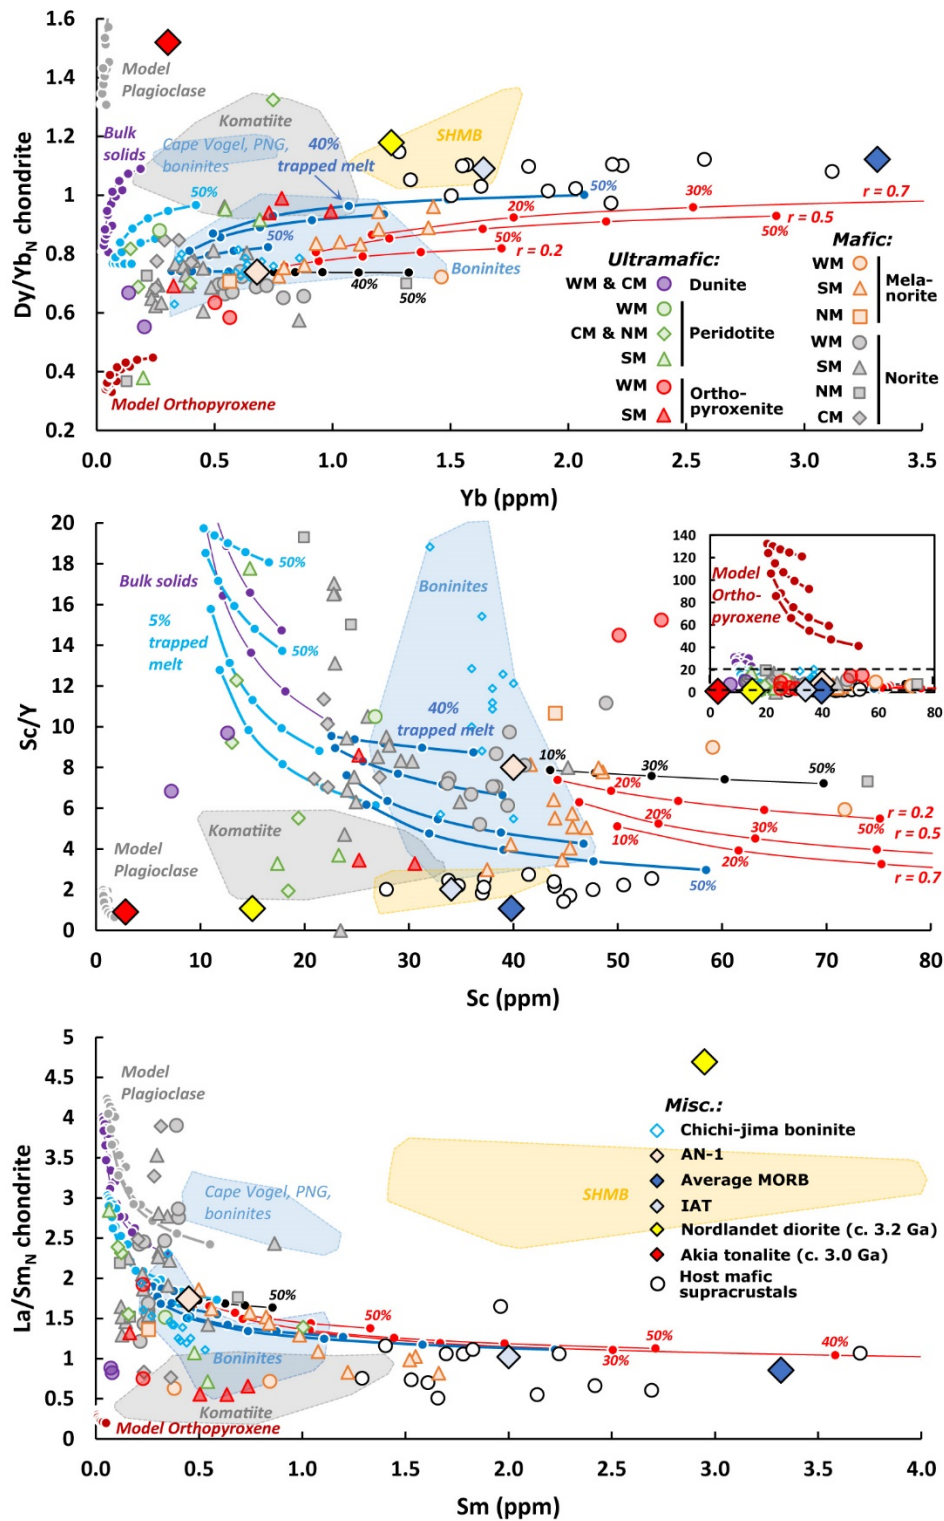 1.6
1.4
1.2
1
0.8
0.6
0.4
0.2
Dy/Yb_N chondrite
0.0
0.5
1.0
1.5
2.0
2.5
3.0
3.5
Yb (ppm)
Model
Plagioclase
Komatiite
Bulk
solids
Cape Vogel, PNG,
boninites
40%
trapped melt
SHMB
50%
50%
50%
20%
30%
r = 0.7
50%
50%
r = 0.5
r = 0.2
Boninites
40%
50%
Model Orthopyroxene
Ultramafic:
WM & CM
Dunite
WM
CM & NM
SM
Peridotite
WM
SM
Ortho-
pyroxenite
Mafic:
WM
SM
NM
Mela-
norite
WM
SM
NM
CM
Norite
20
18
16
14
12
10
8
6
4
2
0
Sc/Y
0
10
20
30
40
50
60
70
80
Sc (ppm)
50%
Bulk solids
5%
trapped
melt
50%
Boninites
40%
trapped melt
Komatiite
Model
Plagioclase
10%
30%
50%
20%
r = 0.2
20%
30%
50%
r = 0.5
10%
20%
r = 0.7
50%
140
120
100
80
60
40
20
0
Model
Ortho-
pyroxene
0
20
40
60
80
5
4.5
4
3.5
3
2.5
2
1.5
1
0.5
0
La/Sm_N chondrite
0.0
0.5
1.0
1.5
2.0
2.5
3.0
3.5
4.0
Sm (ppm)
Model
Plagioclase
Cape Vogel, PNG,
boninites
SHMB
50%
50%
50%
40%
30%
Boninites
Komatiite
Model Orthopyroxene
Misc.:
Chichi-jima boninite
AN-1
Average MORB
IAT
Nordlandet diorite (c. 3.2 Ga)
Akia tonalite (c. 3.0 Ga)
Host mafic
supracrustals